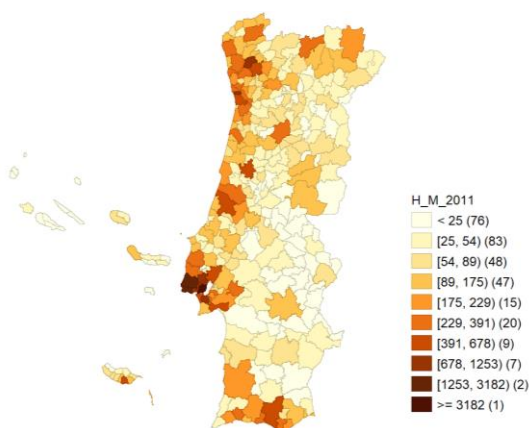 H_M_2011
< 25 (76)
[25, 54) (83)
[54, 89) (48)
[89, 175) (47)
[175, 229) (15)
[229, 391) (20)
[391, 678) (9)
[678, 1253) (7)
[1253, 3182) (2)
>= 3182 (1)